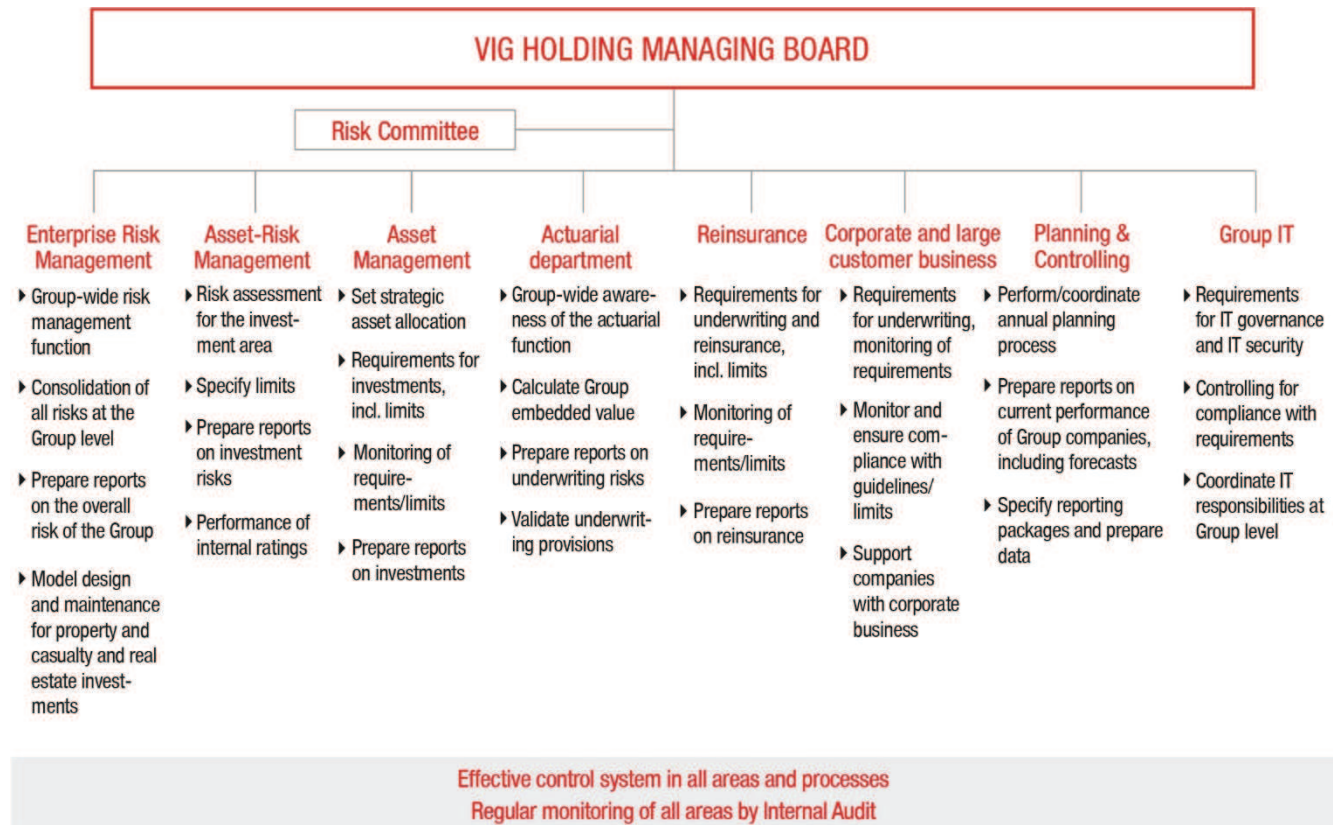 VIG HOLDING MANAGING BOARD
Risk Committee
Enterprise Risk
Management
▶ Group-wide risk
management
function
▶ Consolidation of
all risks at the
Group level
▶ Prepare reports
on the overall
risk of the Group
▶ Model design
and maintenance
for property and
casualty and real
estate invest-
ments
Asset-Risk
Management
▶ Risk assessment
for the invest-
ment area
▶ Specify limits
▶ Prepare reports
on investment
risks
▶ Performance of
internal ratings
Asset
Management
▶ Set strategic
asset allocation
▶ Requirements for
investments,
incl. limits
▶ Monitoring of
require-
ments/limits
▶ Prepare reports
on investments
Actuarial
department
▶ Group-wide aware-
ness of the actuarial
function
▶ Calculate Group
embedded value
▶ Prepare reports on
underwriting risks
▶ Validate underwrit-
ing provisions
Reinsurance
▶ Requirements for
underwriting and
reinsurance,
incl. limits
▶ Monitoring of
require-
ments/limits
▶ Prepare reports
on reinsurance
Corporate and large
customer business
▶ Requirements
for underwriting,
monitoring of
requirements
▶ Monitor and
ensure com-
pliance with
guidelines/
limits
▶ Support
companies
with corporate
business
Planning &
Controlling
▶ Perform/coordinate
annual planning
process
▶ Prepare reports on
current performance
of Group companies,
including forecasts
▶ Specify reporting
packages and prepare
data
Group IT
▶ Requirements
for IT governance
and IT security
▶ Controlling for
compliance with
requirements
▶ Coordinate IT
responsibilities at
Group level
Effective control system in all areas and processes
Regular monitoring of all areas by Internal Audit